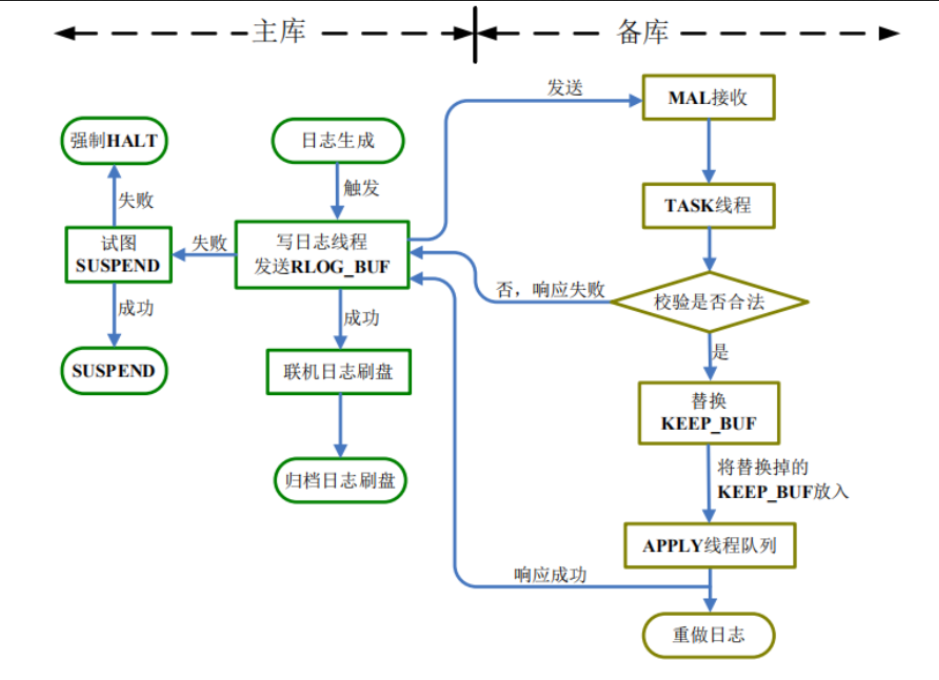 主库
备库
发送
MAL接收
强制HALT
日志生成
失败
触发
TASK线程
试图
SUSPEND
失败
写日志线程
发送RLOG_BUF
否，响应失败
校验是否合法
成功
成功
是
SUSPEND
联机日志刷盘
替换
KEEP_BUF
将替换掉的
KEEP_BUF放入
归档日志刷盘
APPLY线程队列
响应成功
重做日志